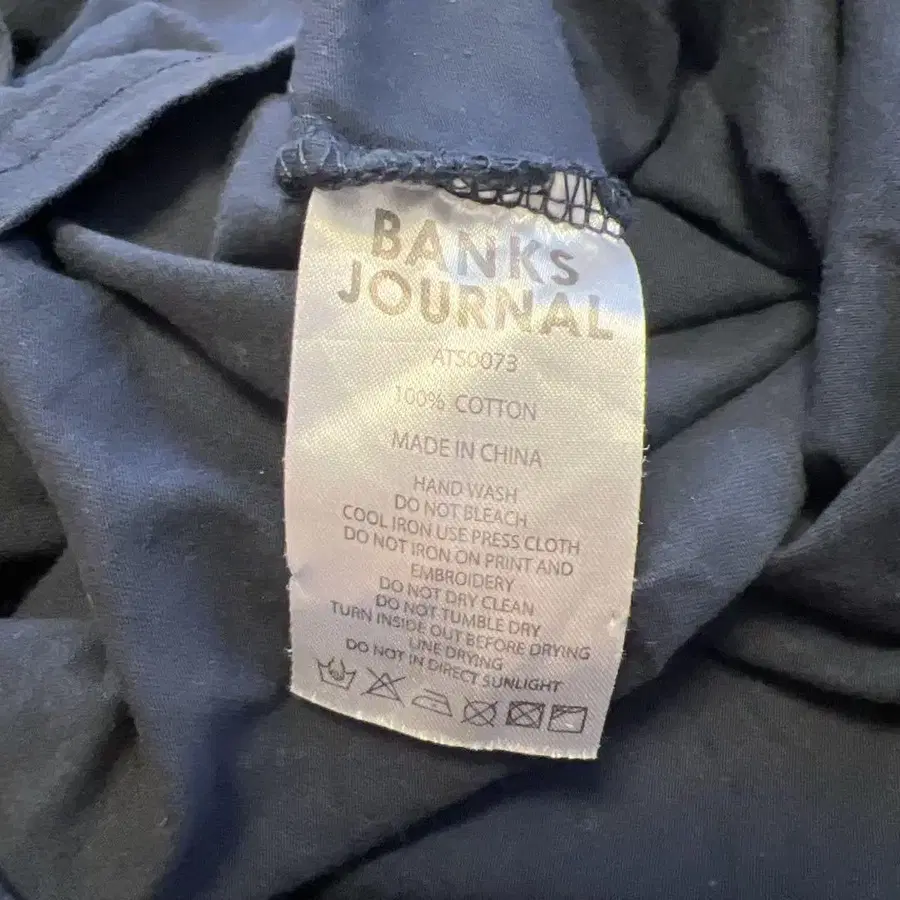 BANKS
JOURNAL
ATS0073
100% COTTON
MADE IN CHINA
HAND WASH
DO NOT BLEACH
COOL IRON USE PRESS CLOTH
DO NOT IRON ON PRINT AND
EMBROIDERY
DO NOT DRY CLEAN
DO NOT TUMBLE DRY
TURN INSIDE OUT BEFORE DRYING
LINE DRYING
DO NOT IN DIRECT SUNLIGHT